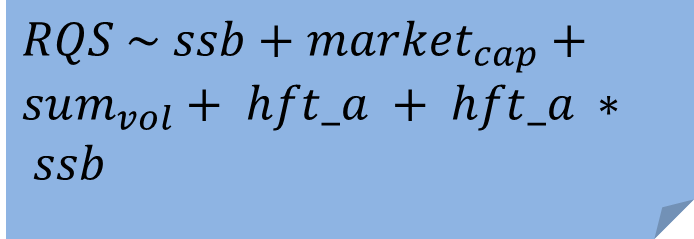 RQS ~ ssb + market_cap +
sum_vol + hft_a + hft_a *
ssb